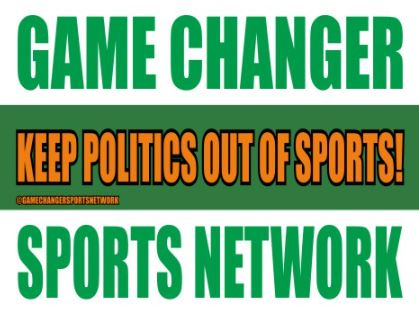 GAME CHANGER
KEEP POLITICS OUT OF SPORTS!
@GAMECHANGERSPORTSNETWORK
SPORTS NETWORK